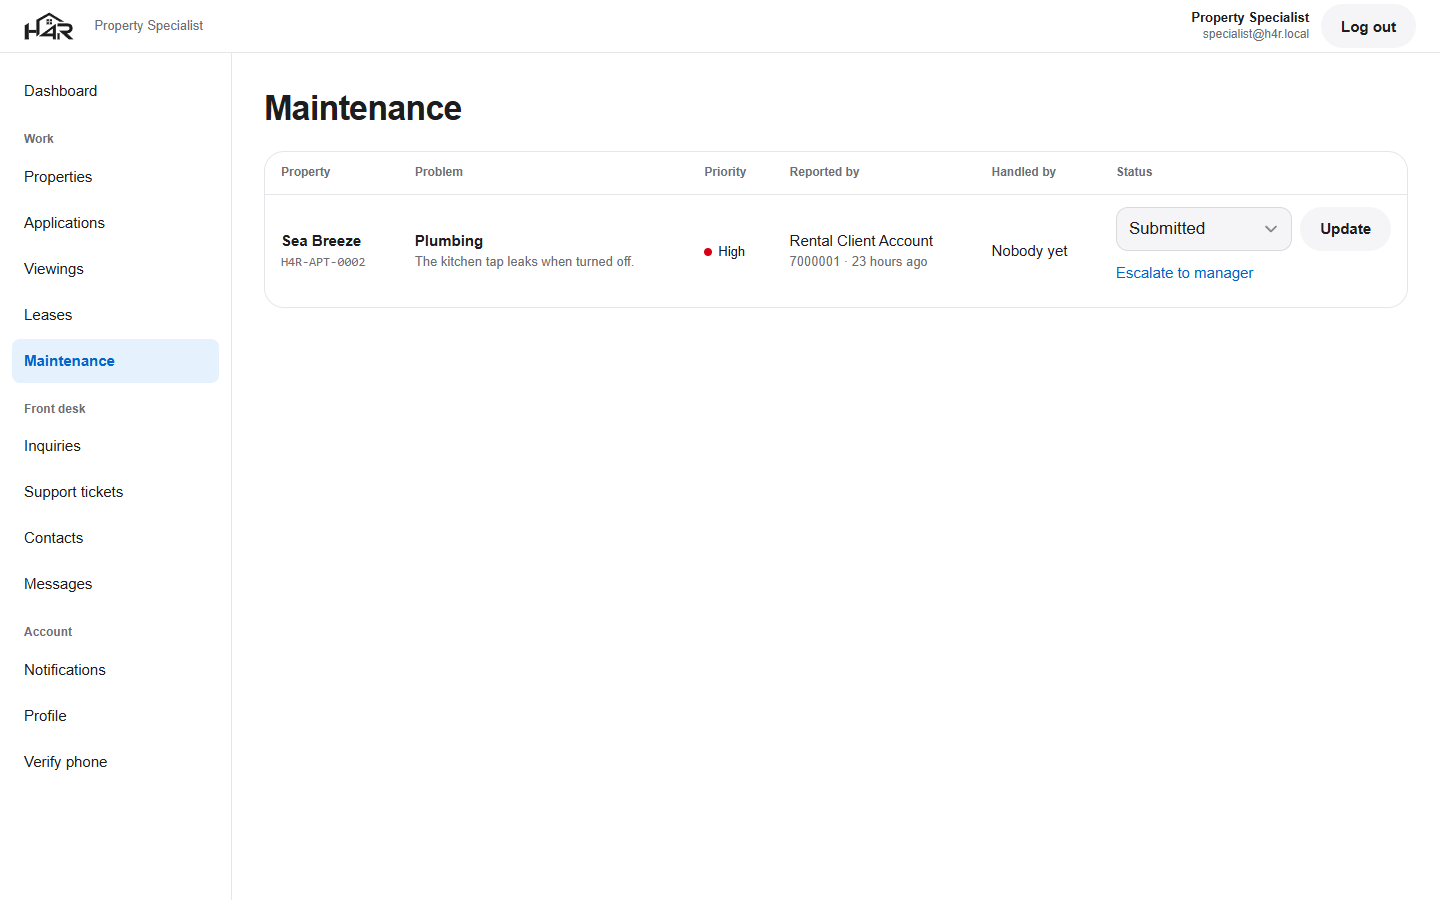 H4R
Property Specialist
Property Specialist
specialist@h4r.local
Log out
Dashboard
Work
Properties
Applications
Viewings
Leases
Maintenance
Front desk
Inquiries
Support tickets
Contacts
Messages
Account
Notifications
Profile
Verify phone
Maintenance
Property Problem Priority Reported by Handled by Status
Sea Breeze
H4R-APT-0002
Plumbing
The kitchen tap leaks when turned off.
High
Rental Client Account
7000001 · 23 hours ago
Nobody yet
Submitted
Update
Escalate to manager